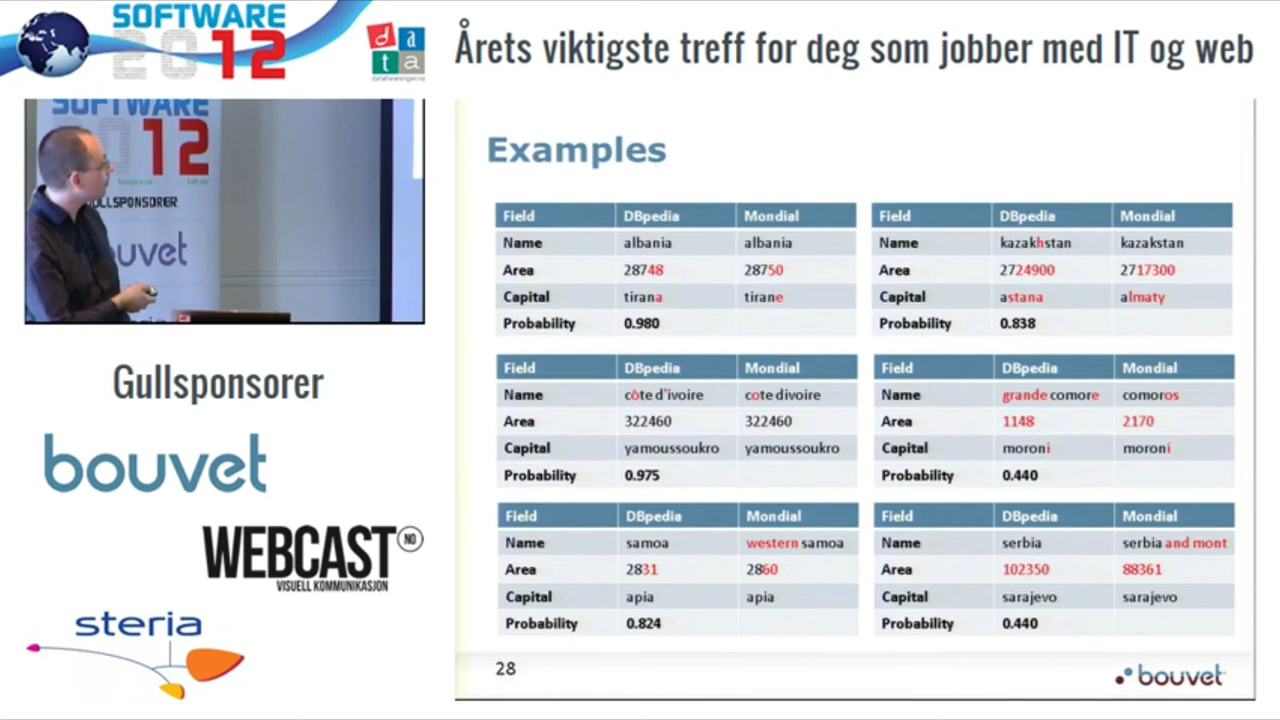 SOFTWARE
2012
data
Årets viktigste treff for deg som jobber med IT og web
SOFTWARE
2012
GULLSPONSORER
bouvet
Gullsponsorer
bouvet
WEBCAST NO
VISUELL KOMMUNIKASJON
steria
Examples
Field DBpedia Mondial
Name albania albania
Area 28748 28750
Capital tirana tirane
Probability 0.980
Field DBpedia Mondial
Name kazakhstan kazakstan
Area 2724900 2717300
Capital astana almaty
Probability 0.838
Field DBpedia Mondial
Name côte d'ivoire cote divoire
Area 322460 322460
Capital yamoussoukro yamoussoukro
Probability 0.975
Field DBpedia Mondial
Name grande comore comoros
Area 1148 2170
Capital moroni moroni
Probability 0.440
Field DBpedia Mondial
Name samoa western samoa
Area 2831 2860
Capital apia apia
Probability 0.824
Field DBpedia Mondial
Name serbia serbia and mont
Area 102350 88361
Capital sarajevo sarajevo
Probability 0.440
28
bouvet